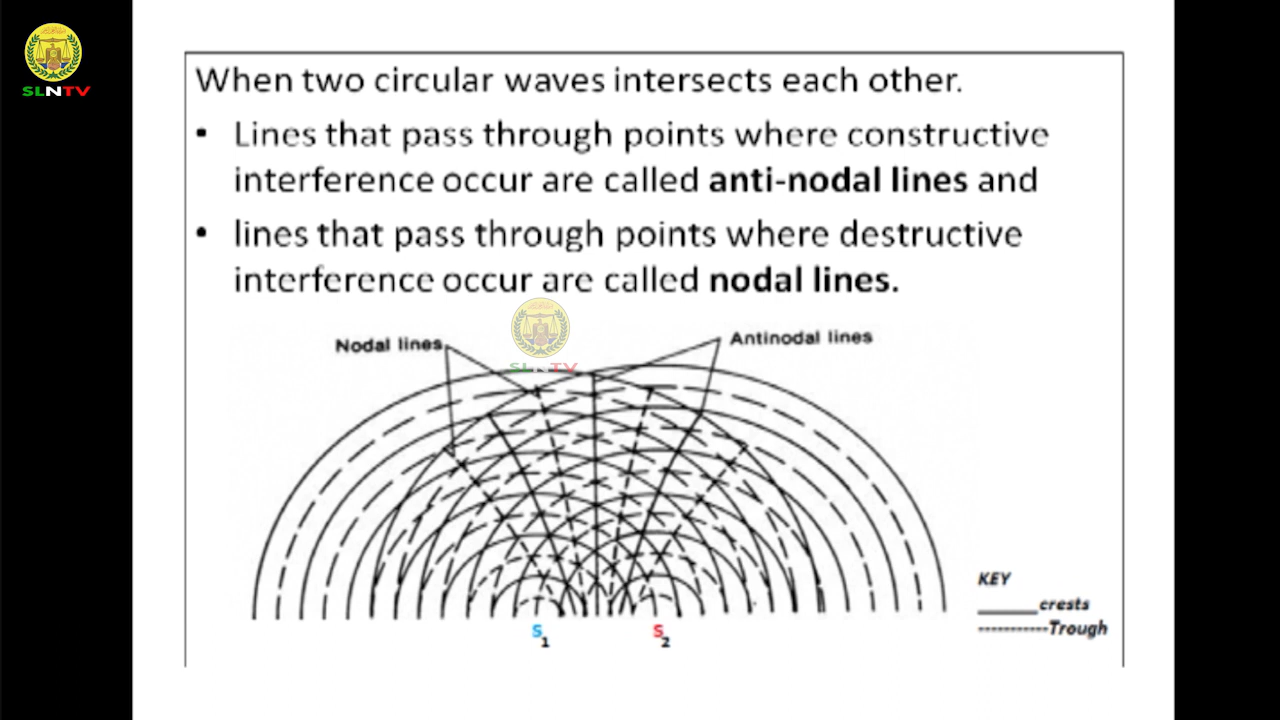 SLNTV
When two circular waves intersects each other.
• Lines that pass through points where constructive
interference occur are called anti-nodal lines and
• lines that pass through points where destructive
interference occur are called nodal lines.
SLNTV
Nodal lines
Antinodal lines
KEY
______crests
-----------Trough
S1
S2